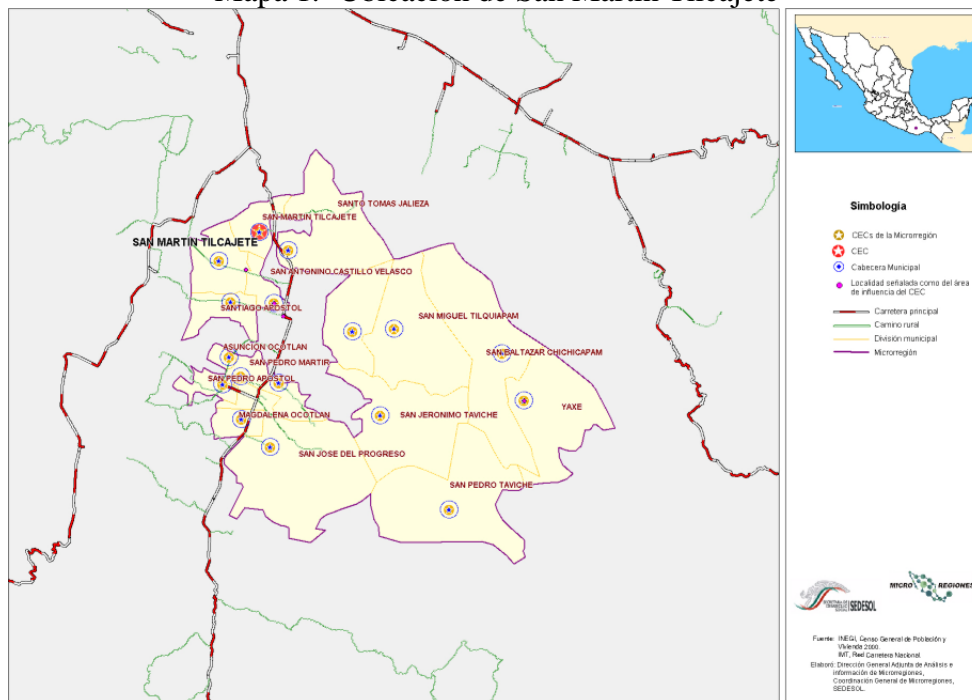 Mapa 1. Ubicación de San Martín Tilcajete
SANTO TOMAS JALIEZA
SAN MARTIN TILCAJETE
SAN MARTIN TILCAJETE
SAN ANTONINO CASTILLO VELASCO
SANTIAGO APOSTOL
SAN MIGUEL TILQUIAPAM
ASUNCION OCOTLAN
SAN BALTAZAR CHICHICAPAM
SAN PEDRO MARTIR
SAN PEDRO APOSTOL
YAXE
MAGDALENA OCOTLAN
SAN JERONIMO TAVICHE
SAN JOSE DEL PROGRESO
SAN PEDRO TAVICHE
Simbología
CECs de la Microrregión
CEC
Cabecera Municipal
Localidad señalada como del área
de influencia del CEC
Carretera principal
Camino rural
División municipal
Microrregión
SEDESOL
MICRO REGIONES
Fuente: INEGI, Censo General de Población y
Vivienda 2000.
IMT, Red Carretera Nacional.
Elaboró: Dirección General Adjunta de Análisis e
información de Microrregiones,
Coordinación General de Microrregiones,
SEDESOL.